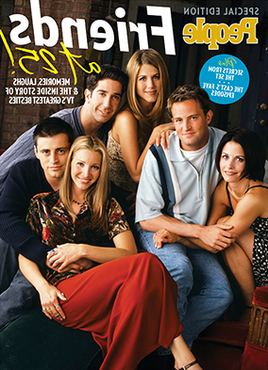 SPECIAL EDITION
People
Friends
at 25!
MEMORIES, LAUGHS
& THE INSIDE STORY OF
TV'S GREATEST BESTIES
Plus
SECRETS FROM
THE SET
THE CAST'S FAVE
EPISODES